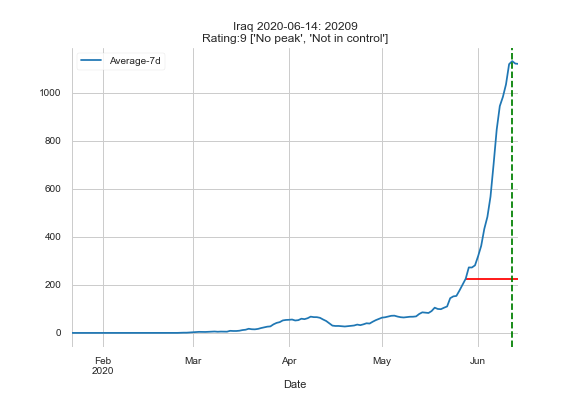 Iraq 2020-06-14: 20209
Rating:9 ['No peak', 'Not in control']
Average-7d
1000
800
600
400
200
0
Feb Mar Apr May Jun
2020
Date